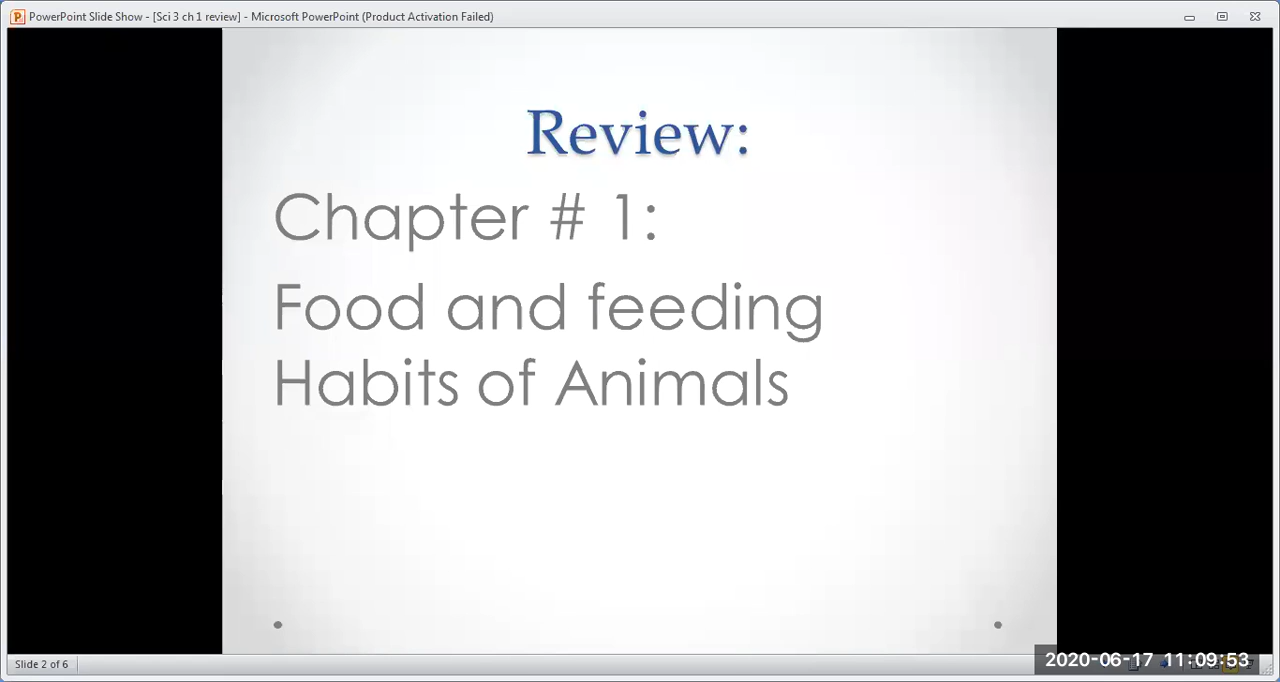 PowerPoint Slide Show - [Sci 3 ch 1 review] - Microsoft PowerPoint (Product Activation Failed)
Review:
Chapter # 1:
Food and feeding
Habits of Animals
Slide 2 of 6
2020-06-17 11:09:53